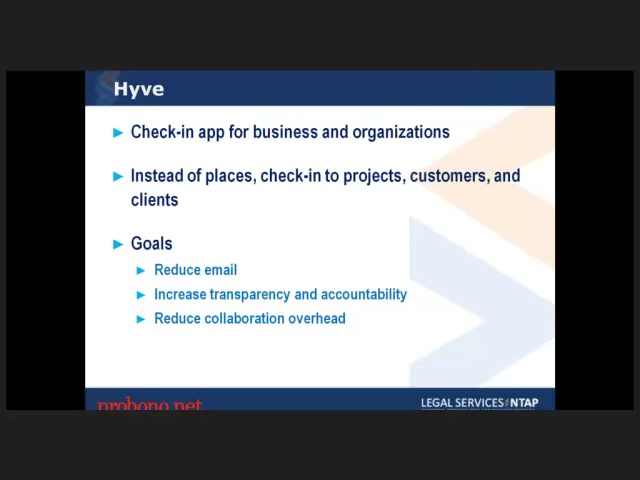 Hyve
Check-in app for business and organizations
Instead of places, check-in to projects, customers, and
clients
Goals
Reduce email
Increase transparency and accountability
Reduce collaboration overhead
probono.net
LEGAL SERVICES NTAP